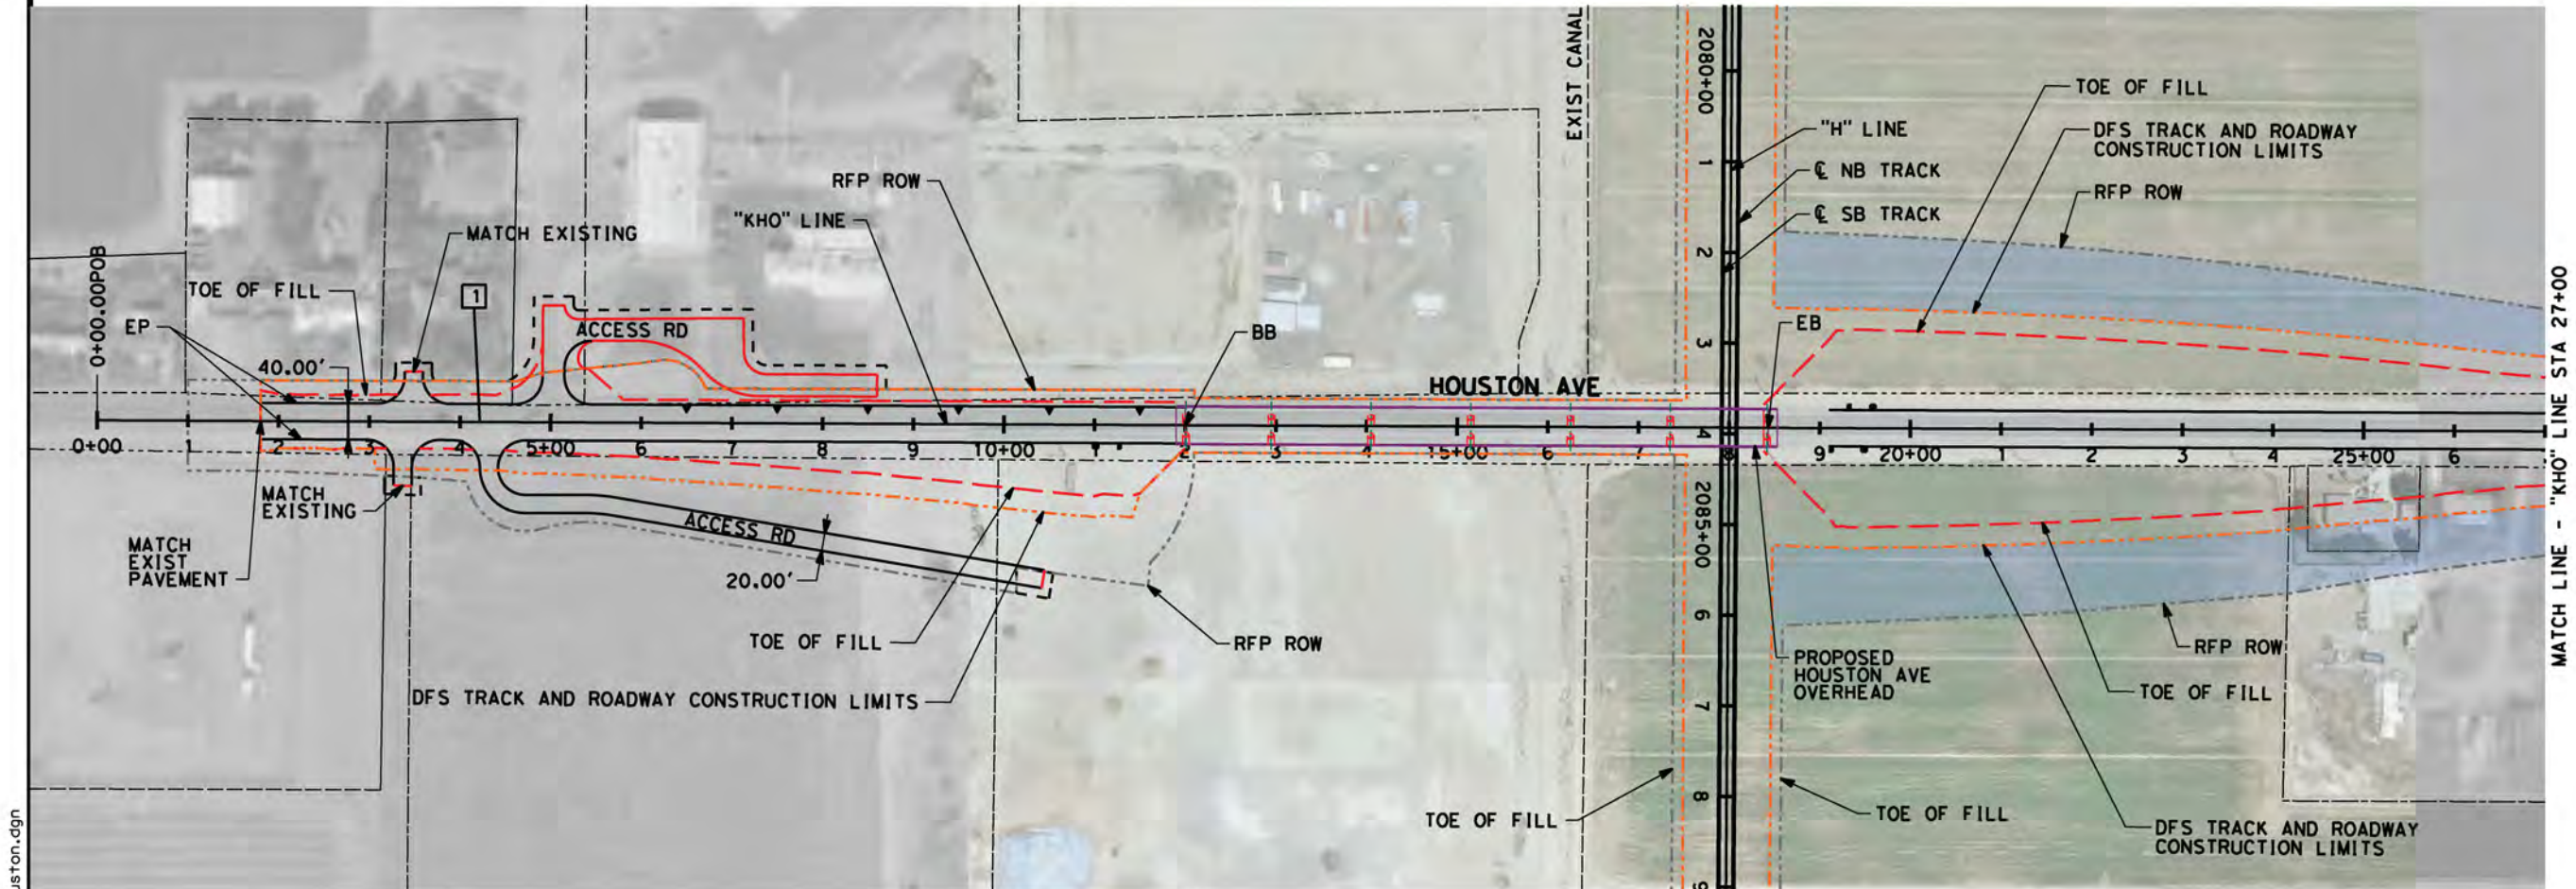 EXIST CANAL
2080+00
TOE OF FILL
"H" LINE
DFS TRACK AND ROADWAY
CONSTRUCTION LIMITS
1
℄ NB TRACK
RFP ROW
RFP ROW
"KHO" LINE
℄ SB TRACK
MATCH EXISTING
2
0+00.00POB
TOE OF FILL
1
EP
ACCESS RD
BB
EB
3
40.00'
HOUSTON AVE
MATCH LINE - "KHO" LINE STA 27+00
4
0+00
1
2
3
4
5+00
6
7
8
9
10+00
1
2
3
4
15+00
6
7
8
9
20+00
1
2
3
4
25+00
6
MATCH
EXISTING
2085+00
ACCESS RD
MATCH
EXIST
PAVEMENT
20.00'
6
TOE OF FILL
RFP ROW
RFP ROW
PROPOSED
HOUSTON AVE
OVERHEAD
TOE OF FILL
DFS TRACK AND ROADWAY CONSTRUCTION LIMITS
7
8
TOE OF FILL
TOE OF FILL
DFS TRACK AND ROADWAY
CONSTRUCTION LIMITS
uston.dgn